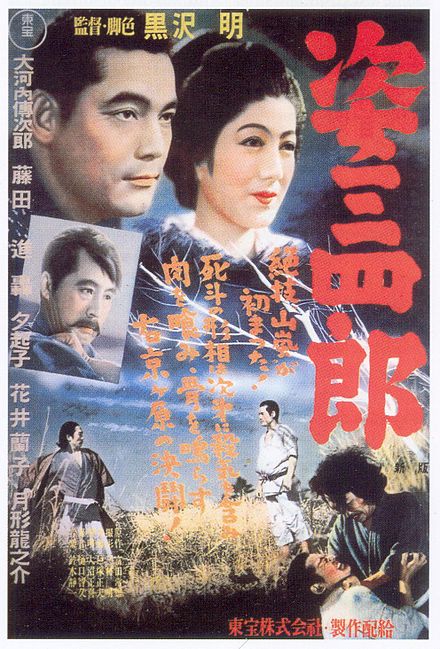 東宝
監督・脚色 黒沢 明
姿三四郎
大河内傳次郎 藤田 進 轟 夕起子 花井蘭子 月形龍之介
絶技山嵐が
初まった!
死斗の形相は次才に殺気を含み
肉を噛み・骨を鳴らす
右京ケ原の決闘!
新版
東宝株式会社・製作配給